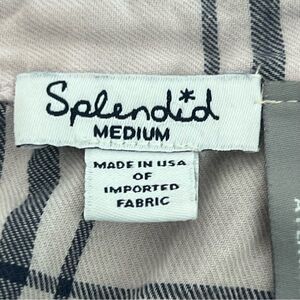 Splendid*
MEDIUM
MADE IN USA
OF
IMPORTED
FABRIC